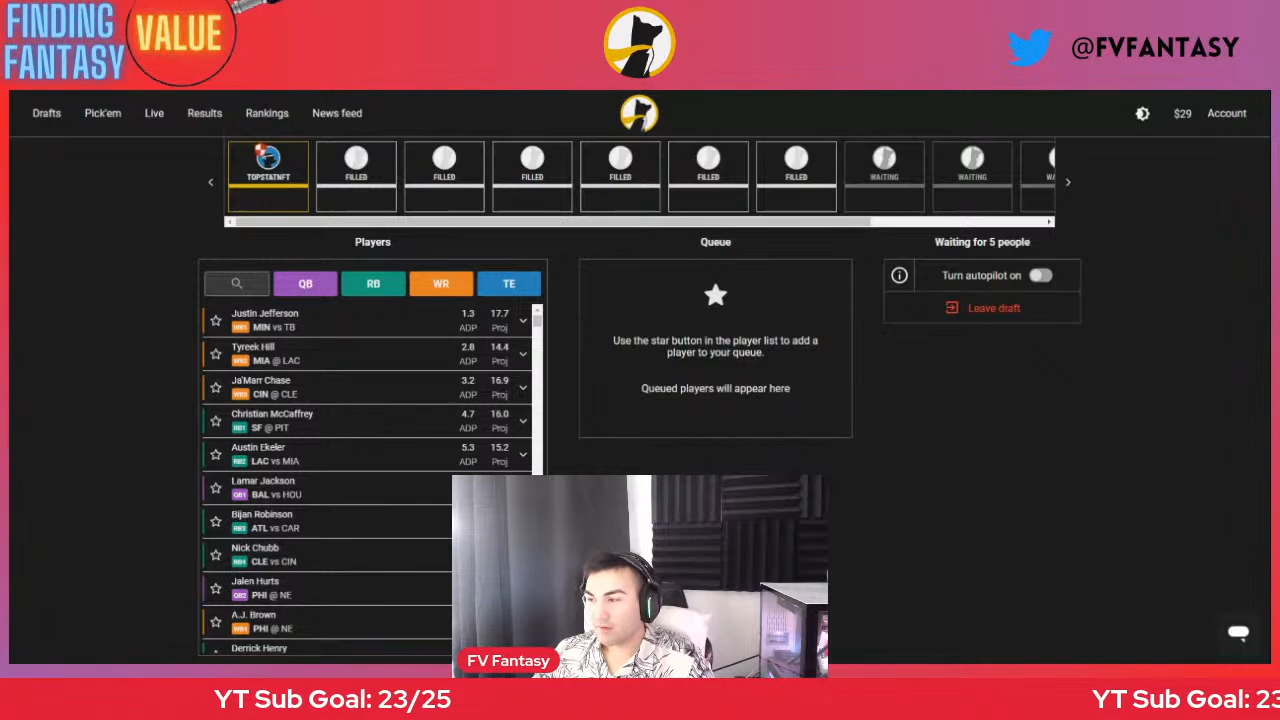 FINDING
FANTASY
VALUE
@FVFANTASY
Drafts Pick'em Live Results Rankings News feed
$29 Account
TOPSTATNFT FILLED FILLED FILLED FILLED FILLED FILLED WAITING WAITING WA
Players
Queue
Waiting for 5 people
QB RB WR TE
Turn autopilot on
Leave draft
Justin Jefferson 1.3 17.7
WR1 MIN vs TB ADP Proj
Tyreek Hill 2.8 14.4
WR2 MIA @ LAC ADP Proj
Ja'Marr Chase 3.2 16.9
WR3 CIN @ CLE ADP Proj
Christian McCaffrey 4.7 16.0
RB1 SF @ PIT ADP Proj
Austin Ekeler 5.3 15.2
RB2 LAC vs MIA ADP Proj
Lamar Jackson
QB1 BAL vs HOU
Bijan Robinson
RB3 ATL vs CAR
Nick Chubb
RB4 CLE vs CIN
Jalen Hurts
QB2 PHI @ NE
A.J. Brown
WR4 PHI @ NE
Derrick Henry
Use the star button in the player list to add a
player to your queue.
Queued players will appear here
FV Fantasy
YT Sub Goal: 23/25
YT Sub Goal: 23